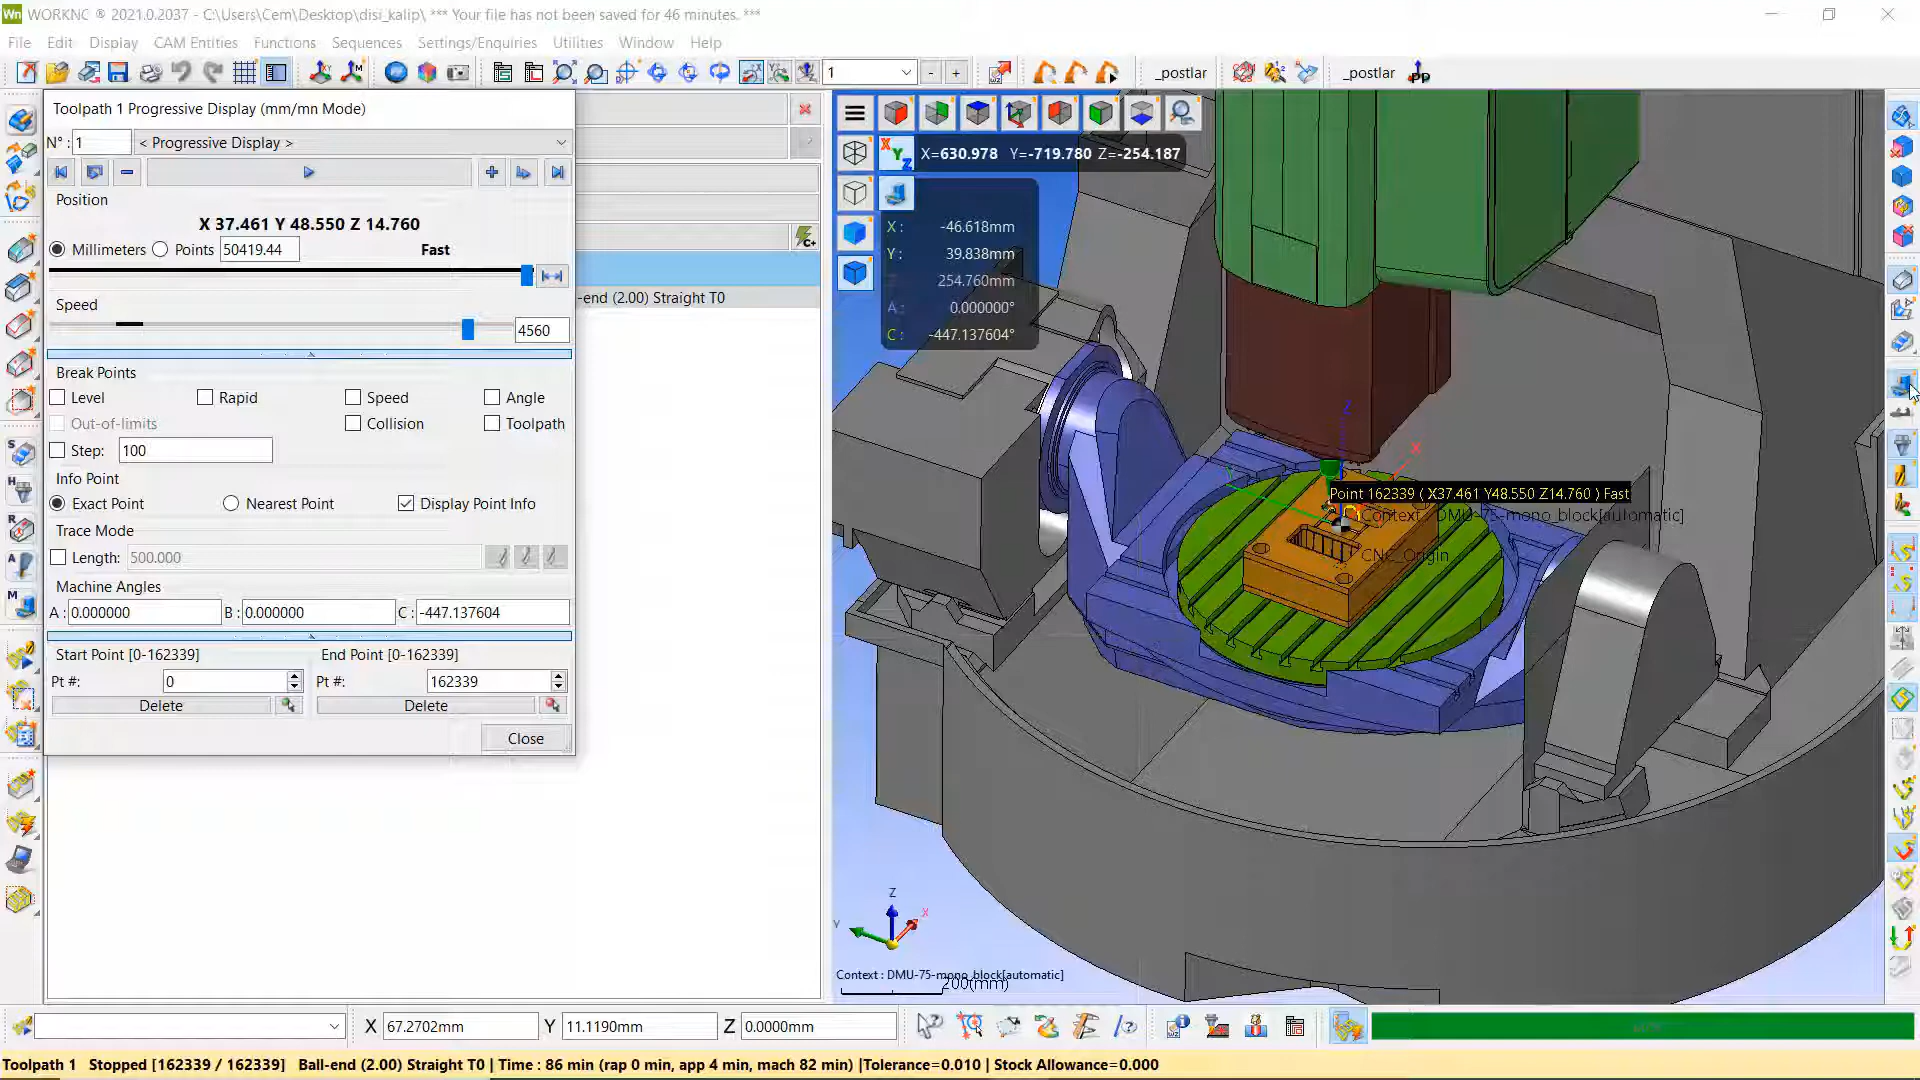 WORKNC ® 2021.0.2037 - C:\Users\Cem\Desktop\disi_kalip\ *** Your file has not been saved for 46 minutes. ***
File Edit Display CAM Entities Functions Sequences Settings/Enquiries Utilities Window Help
1
- +
_postlar
_postlar
Toolpath 1 Progressive Display (mm/mn Mode)
N° : 1 < Progressive Display >
Position
X 37.461 Y 48.550 Z 14.760
Millimeters Points 50419.44 Fast
Speed
4560
Break Points
Level Rapid Speed Angle
Out-of-limits Collision Toolpath
Step: 100
Info Point
Exact Point Nearest Point Display Point Info
Trace Mode
Length: 500.000
Machine Angles
A : 0.000000 B : 0.000000 C : -447.137604
Start Point [0-162339] End Point [0-162339]
Pt #: 0 Pt #: 162339
Delete Delete
Close
-end (2.00) Straight T0
X=630.978 Y=-719.780 Z=-254.187
X : -46.618mm
Y : 39.838mm
Z : 254.760mm
A : 0.000000°
C : -447.137604°
Z
X
Y
Point 162339 ( X37.461 Y48.550 Z14.760 ) Fast
Context : DMU-75-mono_block[automatic]
CNC_Origin
Z
X
Y
Context : DMU-75-mono_block[automatic]
200(mm)
X 67.2702mm Y 11.1190mm Z 0.0000mm
Toolpath 1 Stopped [162339 / 162339] Ball-end (2.00) Straight T0 | Time : 86 min (rap 0 min, app 4 min, mach 82 min) |Tolerance=0.010 | Stock Allowance=0.000